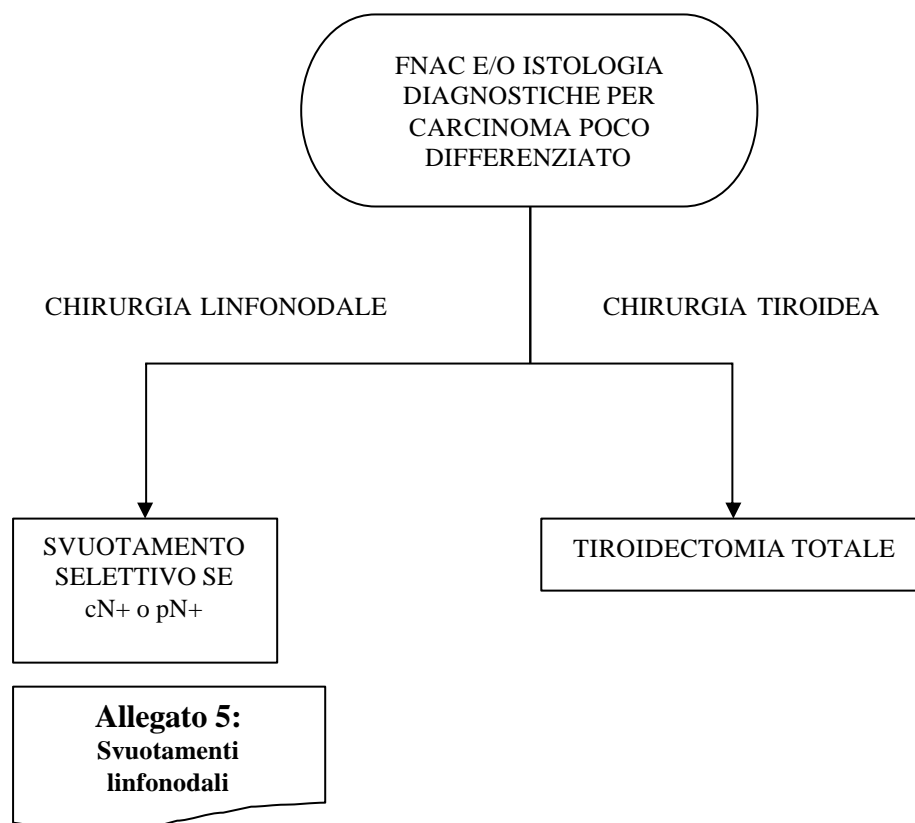 FNAC E/O ISTOLOGIA
DIAGNOSTICHE PER
CARCINOMA POCO
DIFFERENZIATO
CHIRURGIA LINFONODALE
CHIRURGIA TIROIDEA
SVUOTAMENTO
SELETTIVO SE
cN+ o pN+
TIROIDECTOMIA TOTALE
Allegato 5:
Svuotamenti
linfonodali